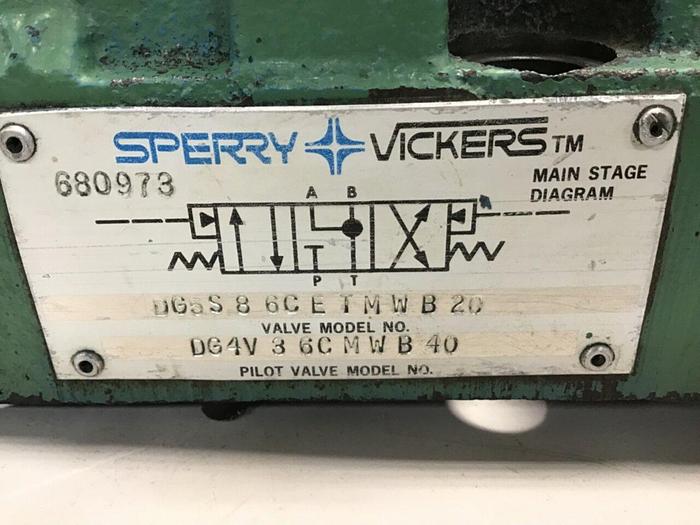 SPERRY VICKERS TM
680973
MAIN STAGE
DIAGRAM
A B
T
P T
DG5S 8 6C E T M W B 20
VALVE MODEL NO.
DG4V 3 6C M W B 40
PILOT VALVE MODEL NO.